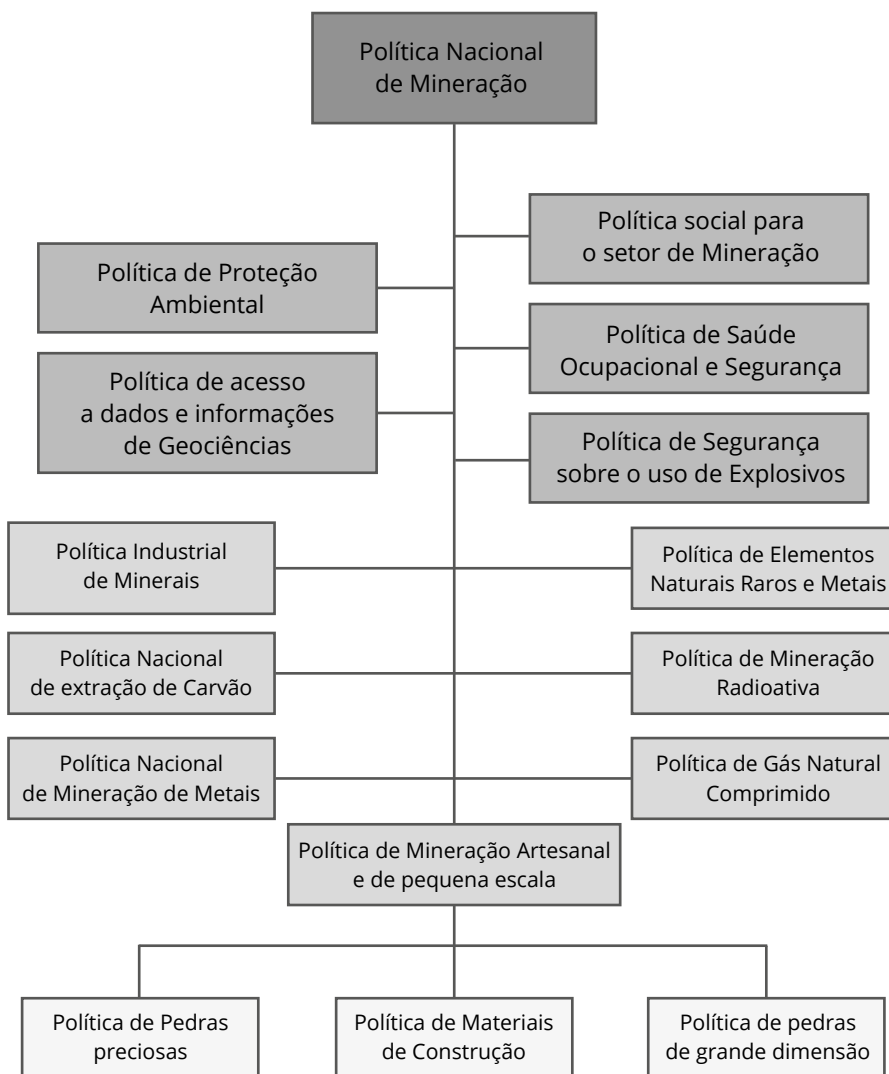 Política Nacional
de Mineração
Política social para
o setor de Mineração
Política de Proteção
Ambiental
Política de Saúde
Ocupacional e Segurança
Política de acesso
a dados e informações
de Geociências
Política de Segurança
sobre o uso de Explosivos
Política Industrial
de Minerais
Política de Elementos
Naturais Raros e Metais
Política Nacional
de extração de Carvão
Política de Mineração
Radioativa
Política Nacional
de Mineração de Metais
Política de Gás Natural
Comprimido
Política de Mineração Artesanal
e de pequena escala
Política de Pedras
preciosas
Política de Materiais
de Construção
Política de pedras
de grande dimensão